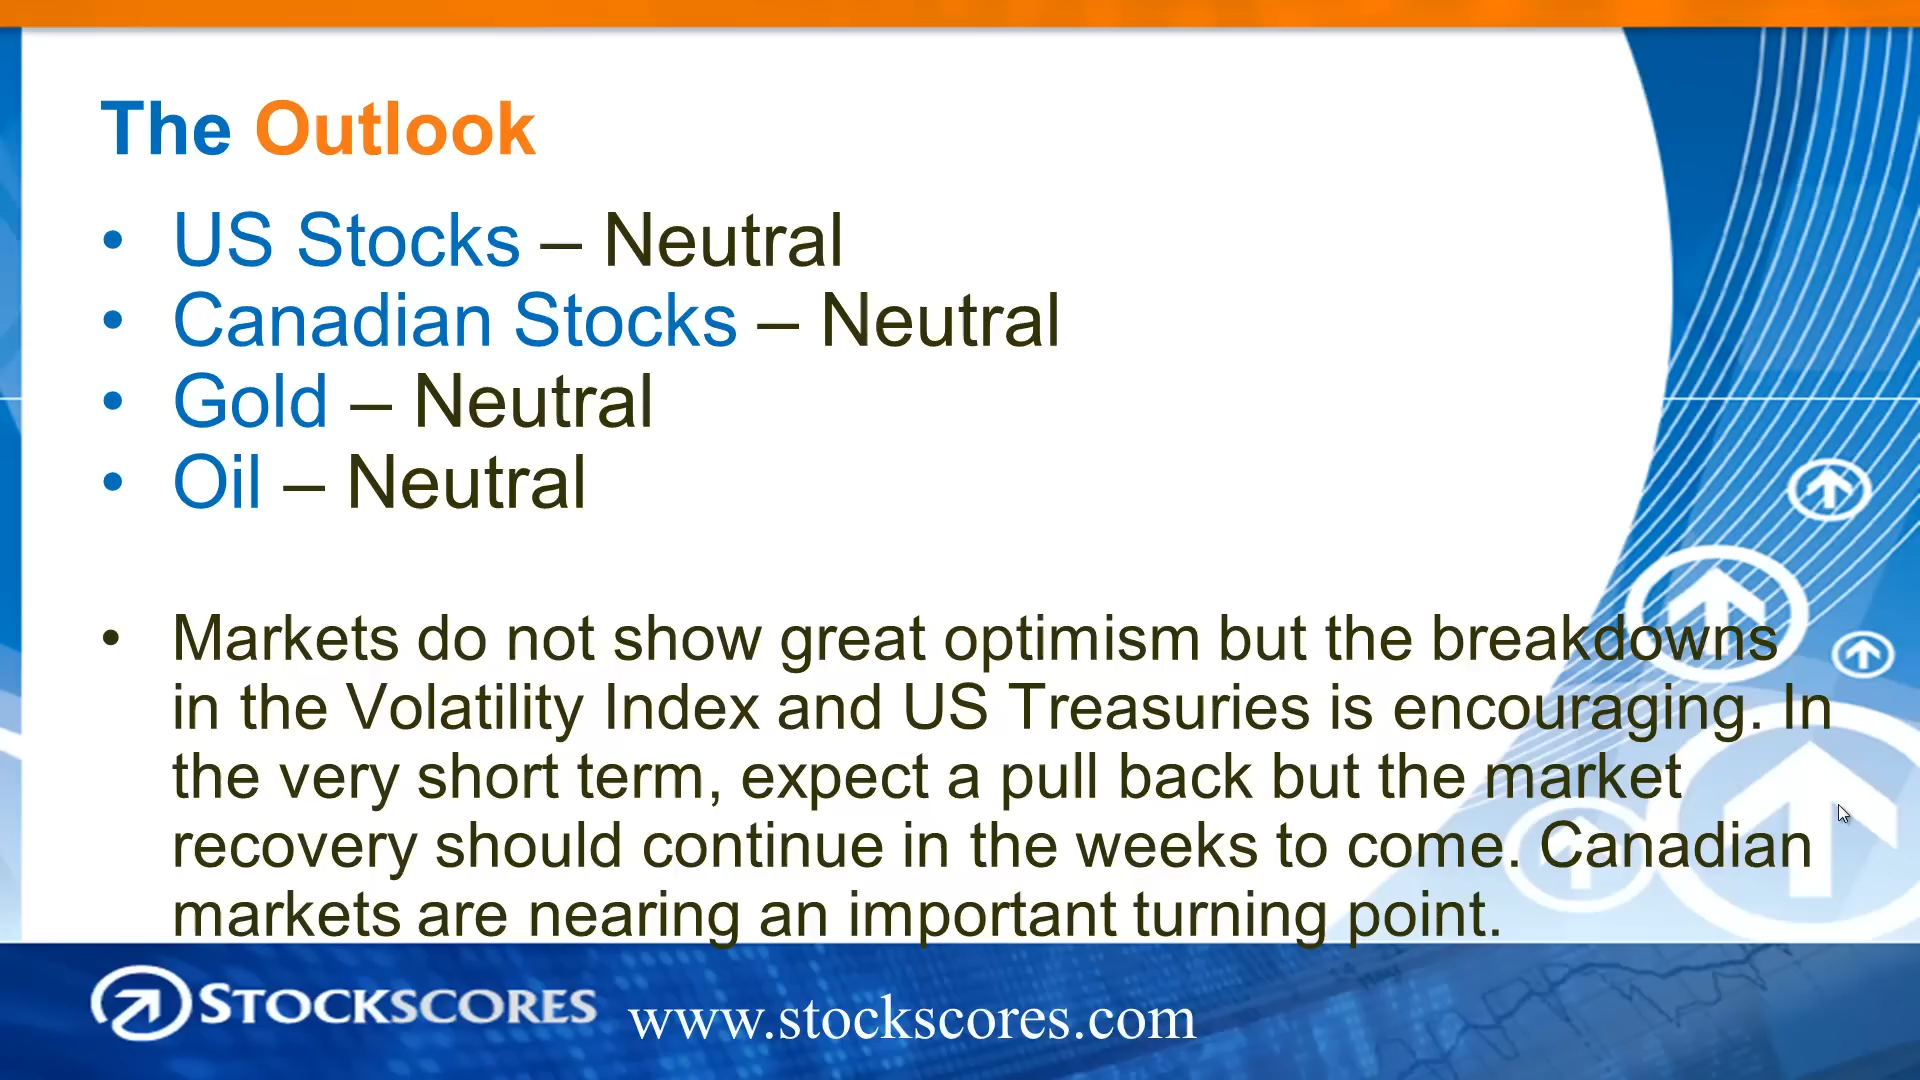 The Outlook
• US Stocks – Neutral
• Canadian Stocks – Neutral
• Gold – Neutral
• Oil – Neutral
• Markets do not show great optimism but the breakdowns
in the Volatility Index and US Treasuries is encouraging. In
the very short term, expect a pull back but the market
recovery should continue in the weeks to come. Canadian
markets are nearing an important turning point.
STOCKSCORES www.stockscores.com